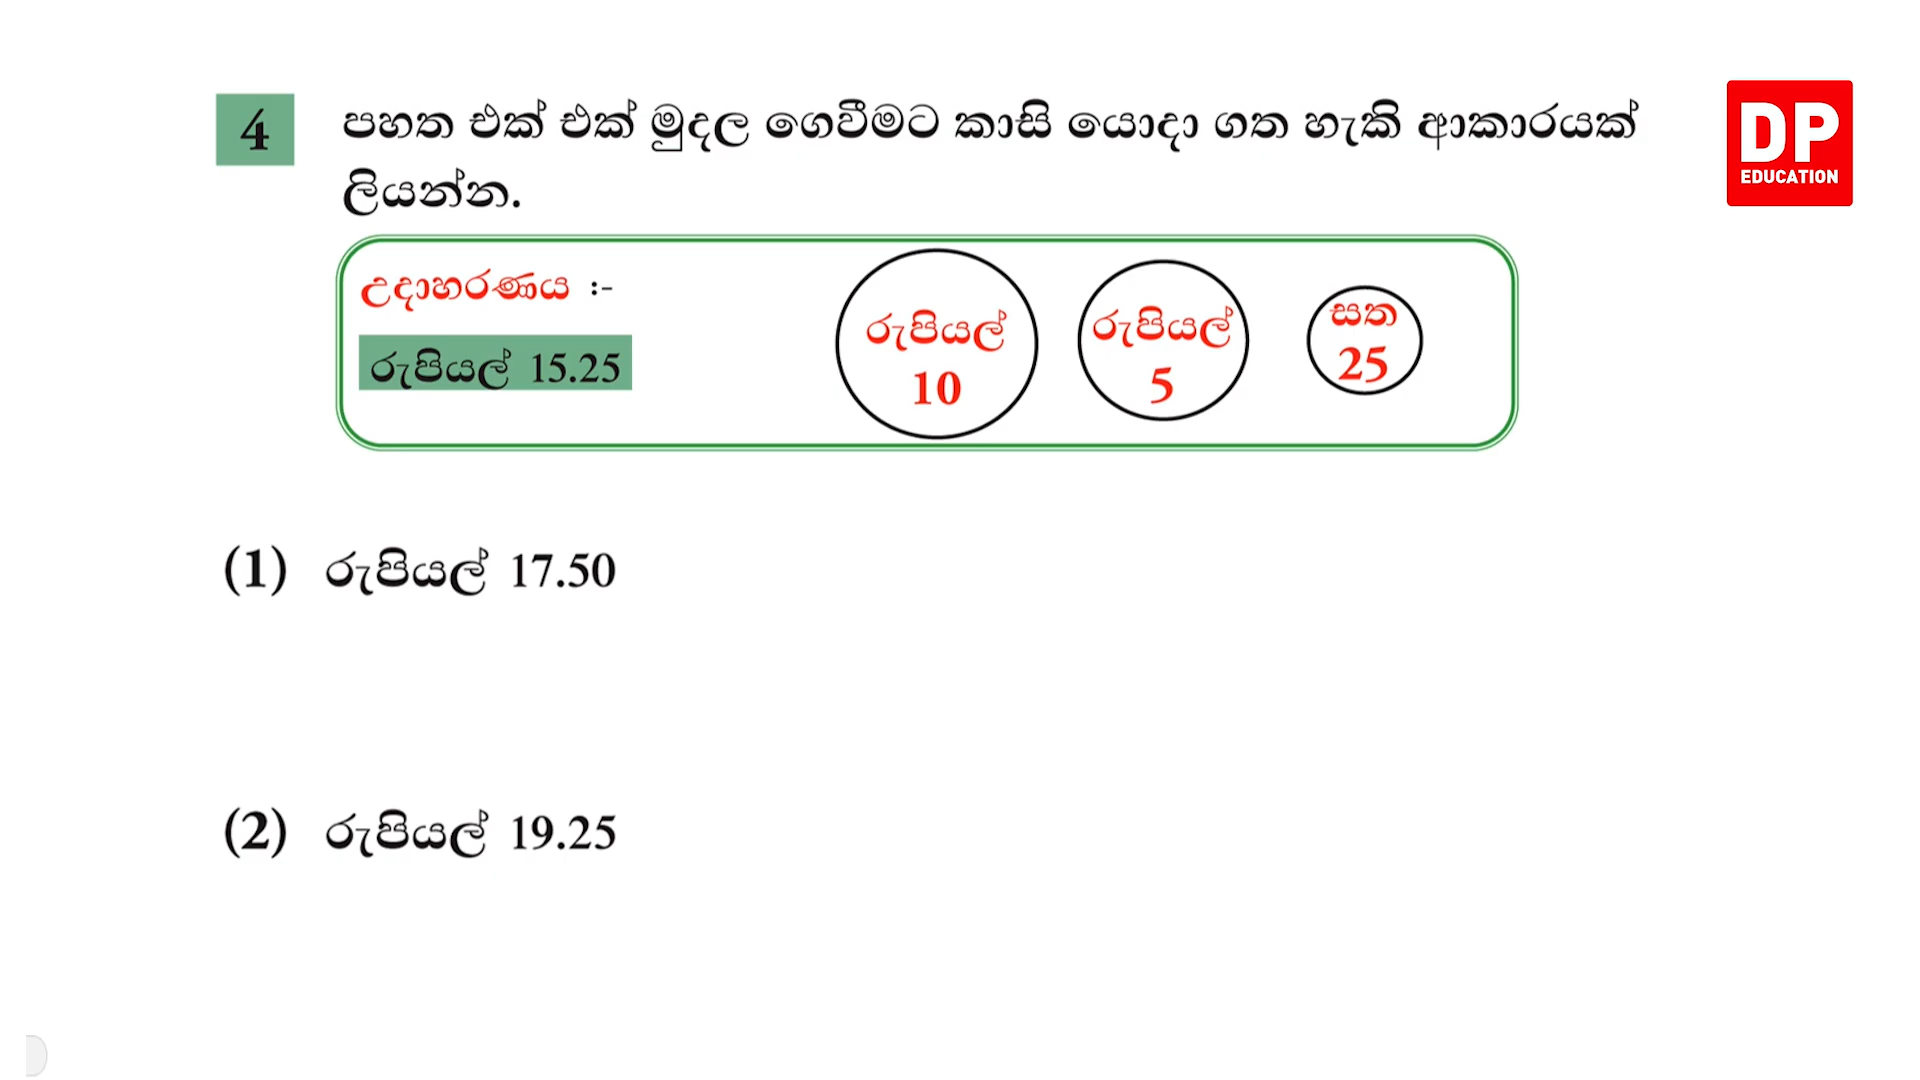 4 පහත එක් එක් මුදල ගෙවීමට කාසි යොදා ගත හැකි ආකාරයක්
ලියන්න.
DP
EDUCATION
උදාහරණය :-
රුපියල් 15.25
රුපියල්
10
රුපියල්
5
සත
25
(1) රුපියල් 17.50
(2) රුපියල් 19.25